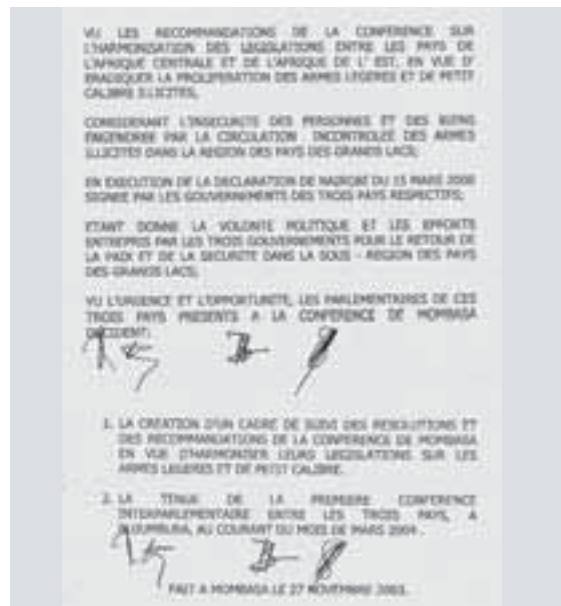 VU LES RECOMMANDATIONS DE LA CONFERENCE SUR
L'HARMONISATION DES LEGISLATIONS ENTRE LES PAYS DE
L'AFRIQUE CENTRALE ET DE L'AFRIQUE DE L' EST, EN VUE D'
ERADIQUER LA PROLIFERATION DES ARMES LEGERES ET DE PETIT
CALIBRE ILLICITES,
CONSIDERANT L'INSECURITE DES PERSONNES ET DES BIENS
ENGENDREE PAR LA CIRCULATION INCONTROLEE DES ARMES
ILLICITES DANS LA REGION DES PAYS DES GRANDS LACS;
EN EXECUTION DE LA DECLARATION DE NAIROBI DU 15 MARS 2000
SIGNEE PAR LES GOUVERNEMENTS DES TROIS PAYS RESPECTIFS;
ETANT DONNE LA VOLONTE POLITIQUE ET LES EFFORTS
ENTREPRIS PAR LES TROIS GOUVERNEMENTS POUR LE RETOUR DE
LA PAIX ET DE LA SECURITE DANS LA SOUS - REGION DES PAYS
DES GRANDS LACS;
VU L'URGENCE ET L'OPPORTUNITE, LES PARLEMENTAIRES DE CES
TROIS PAYS PRESENTS A LA CONFERENCE DE MOMBASA
DECIDENT:
1. LA CREATION D'UN CADRE DE SUIVI DES RESOLUTIONS ET
DES RECOMMANDATIONS DE LA CONFERENCE DE MOMBASA
EN VUE D'HARMONISER LEURS LEGISLATIONS SUR LES
ARMES LEGERES ET DE PETIT CALIBRE.
2. LA TENUE DE LA PREMIERE CONFERENCE
INTERPARLEMENTAIRE ENTRE LES TROIS PAYS, A
BUJUMBURA, AU COURANT DU MOIS DE MARS 2004 .
FAIT A MOMBASA LE 27 NOVEMBRE 2003.